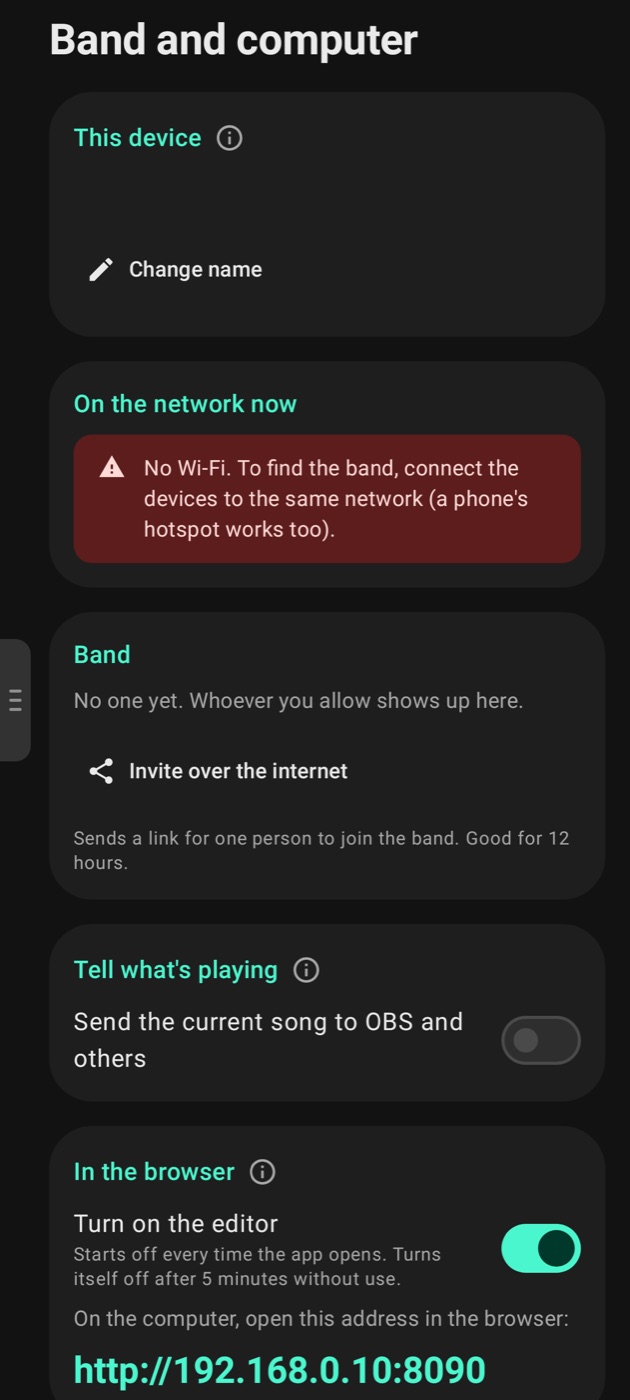 Band and computer
This device
Change name
On the network now
No Wi-Fi. To find the band, connect the
devices to the same network (a phone's
hotspot works too).
Band
No one yet. Whoever you allow shows up here.
Invite over the internet
Sends a link for one person to join the band. Good for 12
hours.
Tell what's playing
Send the current song to OBS and
others
In the browser
Turn on the editor
Starts off every time the app opens. Turns
itself off after 5 minutes without use.
On the computer, open this address in the browser:
http://192.168.0.10:8090